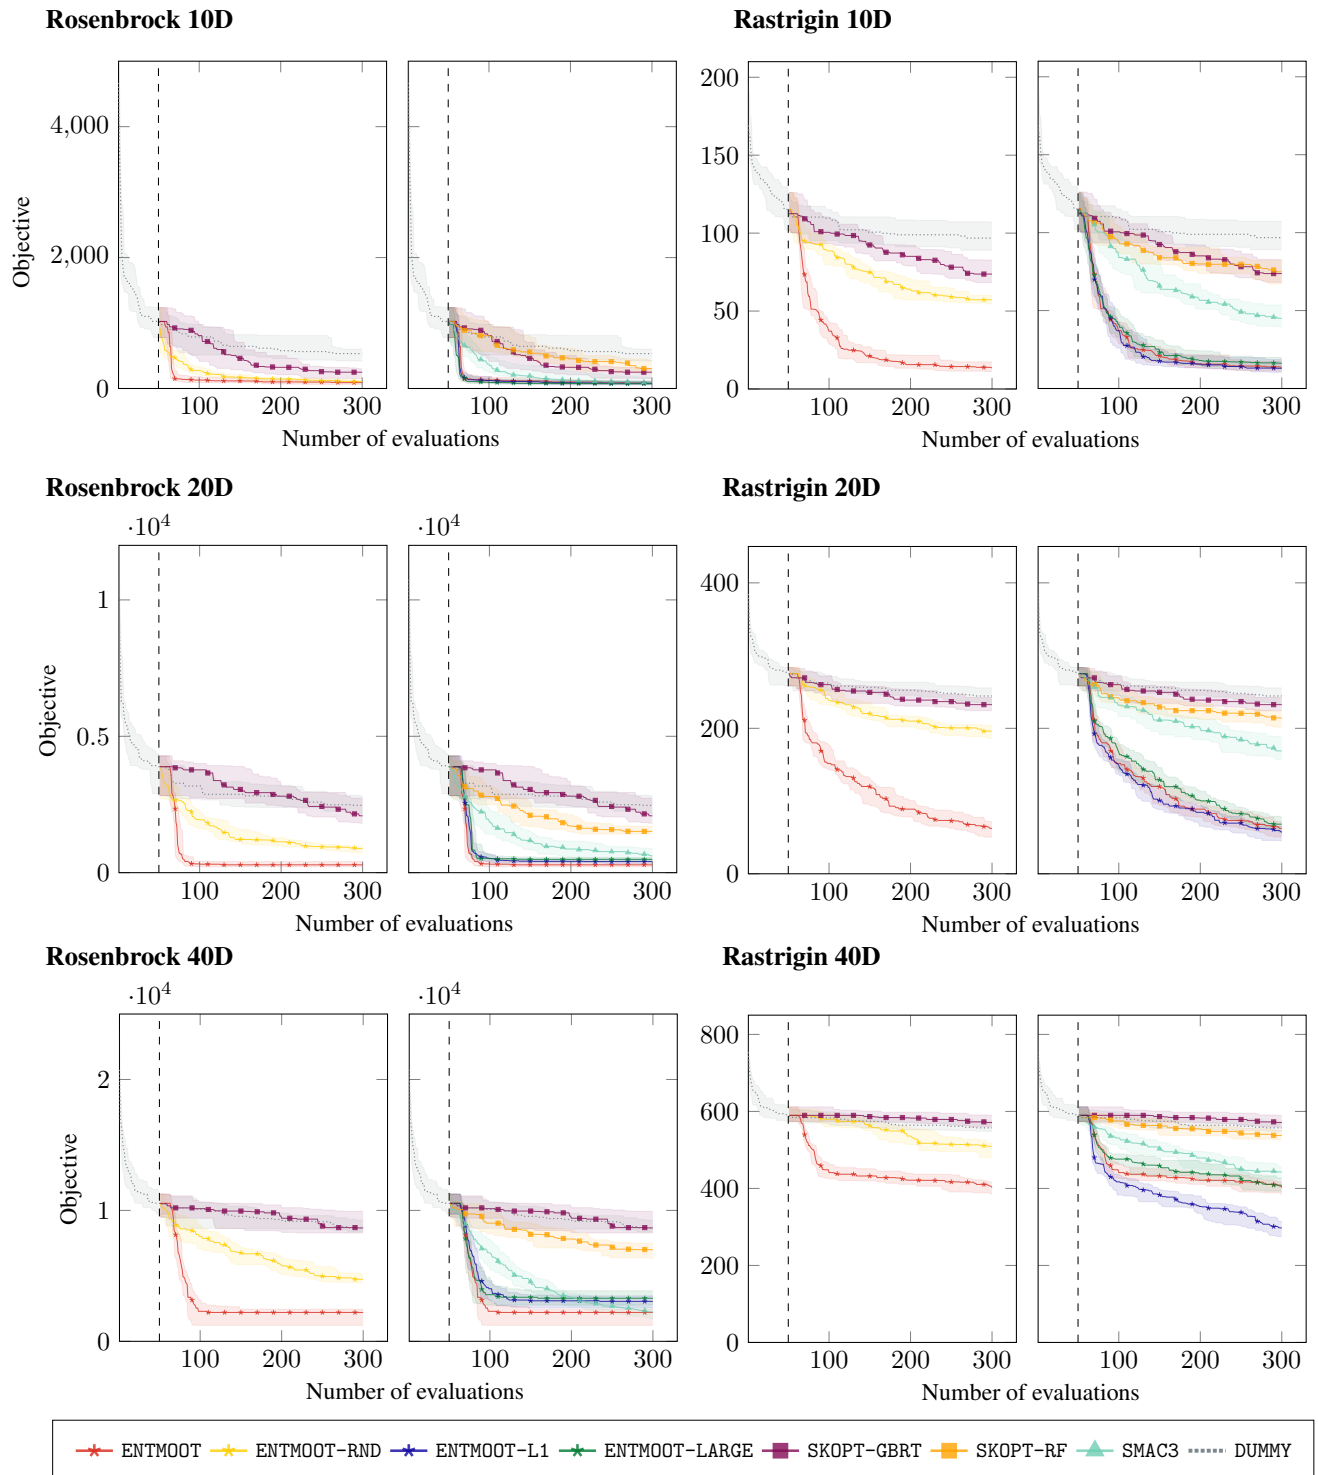 Rosenbrock 10D
Rastrigin 10D
Objective
4,000
2,000
0
100 200 300
100 200 300
Number of evaluations
200
150
100
50
0
100 200 300
100 200 300
Number of evaluations
Rosenbrock 20D
Rastrigin 20D
·10^4
·10^4
Objective
1
0.5
0
100 200 300
100 200 300
Number of evaluations
400
200
0
100 200 300
100 200 300
Number of evaluations
Rosenbrock 40D
Rastrigin 40D
·10^4
·10^4
Objective
2
1
0
100 200 300
100 200 300
Number of evaluations
800
600
400
200
0
100 200 300
100 200 300
Number of evaluations
ENTMOOT ENTMOOT-RND ENTMOOT-L1 ENTMOOT-LARGE SKOPT-GBRT SKOPT-RF SMAC3 DUMMY